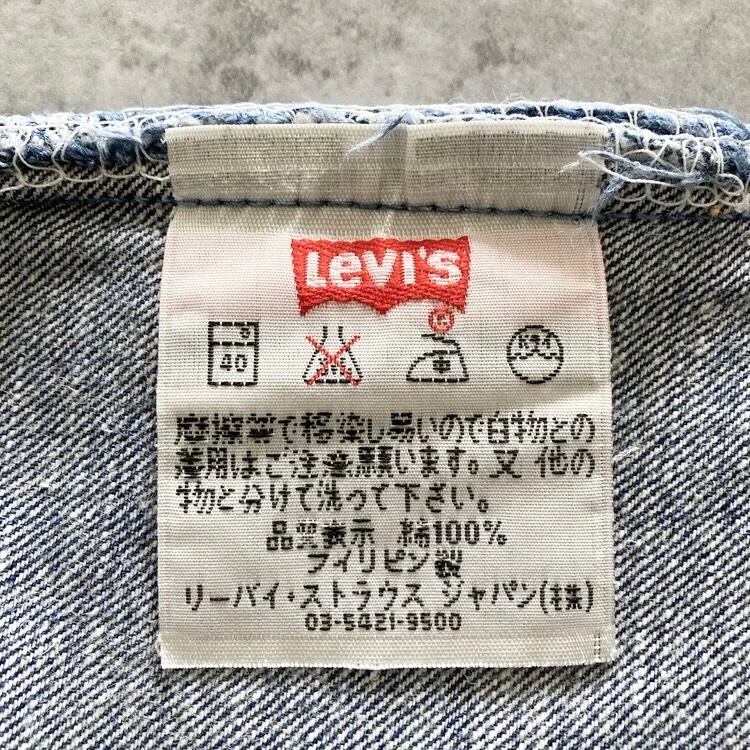 Levi's
40
摩擦等で移染し易いので白物との
着用はご注意願います。又 他の
物と分けて洗って下さい。
品質表示 綿100%
フィリピン製
リーバイ・ストラウス ジャパン(株)
03-5421-9500